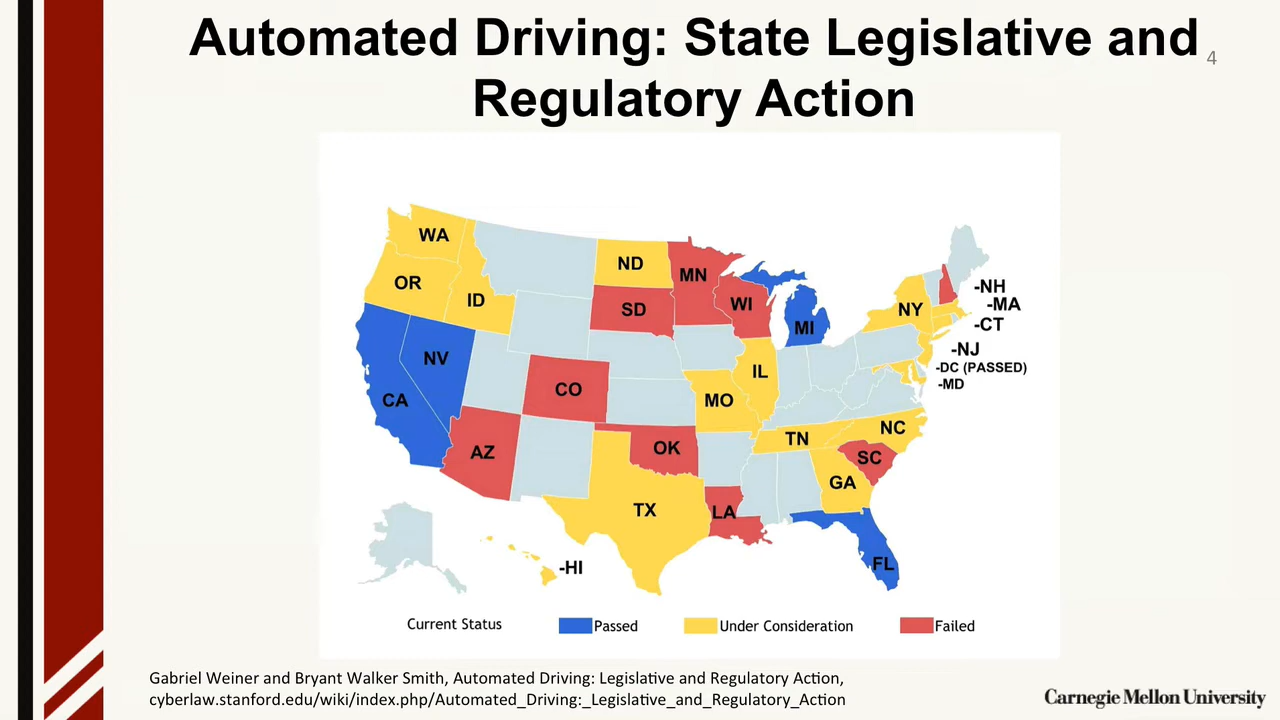 Automated Driving: State Legislative and
Regulatory Action
4
WA
OR
ID
ND
MN
SD
WI
MI
NY
-NH
-MA
-CT
-NJ
-DC (PASSED)
-MD
NV
CA
CO
IL
MO
AZ
OK
TN
NC
SC
GA
TX
LA
FL
-HI
Current Status
Passed
Under Consideration
Failed
Gabriel Weiner and Bryant Walker Smith, Automated Driving: Legislative and Regulatory Action,
cyberlaw.stanford.edu/wiki/index.php/Automated_Driving:_Legislative_and_Regulatory_Action
Carnegie Mellon University